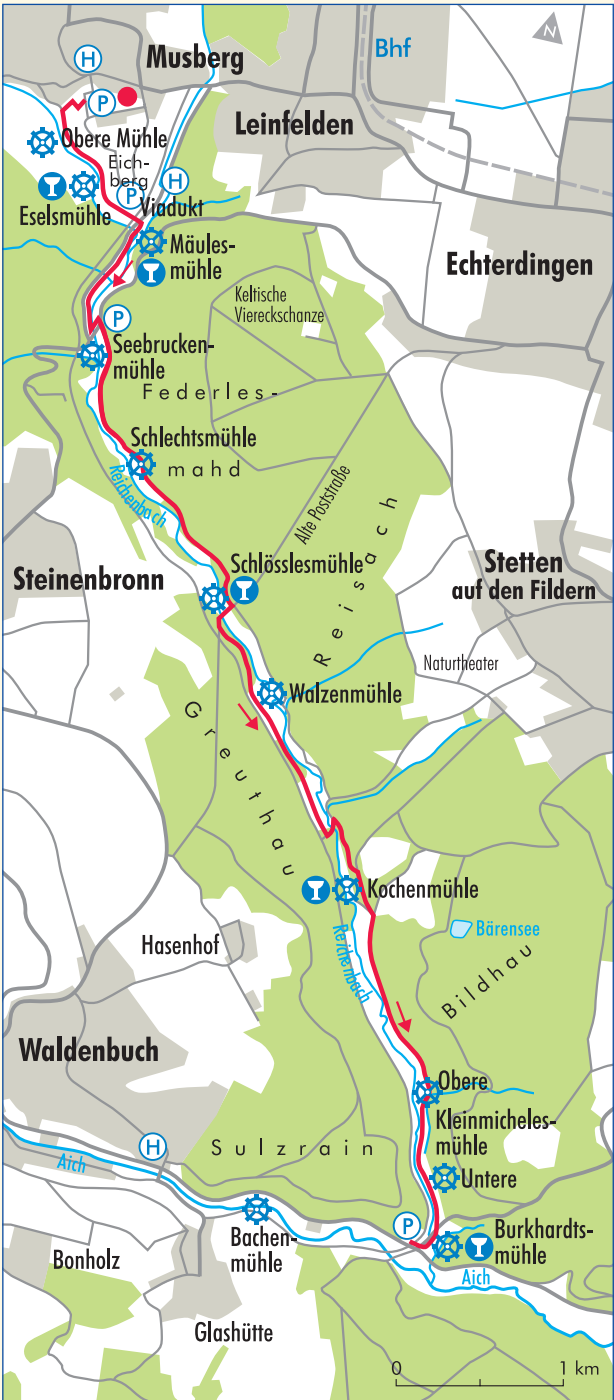 N
Bhf
H
Musberg
P
Leinfelden
Obere Mühle
Eich-
berg
H
P
Viadukt
Eselsmühle
Mäules-
mühle
Echterdingen
Keltische
Viereckschanze
P
Seebrucken-
mühle
Federles-
mahd
Schlechtsmühle
Reichenbach
Alte Poststraße
Reisach
Schlösslesmühle
Steinenbronn
Stetten
auf den Fildern
Naturtheater
Walzenmühle
Greuthau
Kochenmühle
Hasenhof
Bärensee
Reichenbach
Bildhau
Waldenbuch
Obere
Kleinmicheles-
mühle
Untere
H
Sulzrain
Aich
P
Burkhardts-
mühle
Bachen-
mühle
Bonholz
Aich
Glashütte
0 1 km